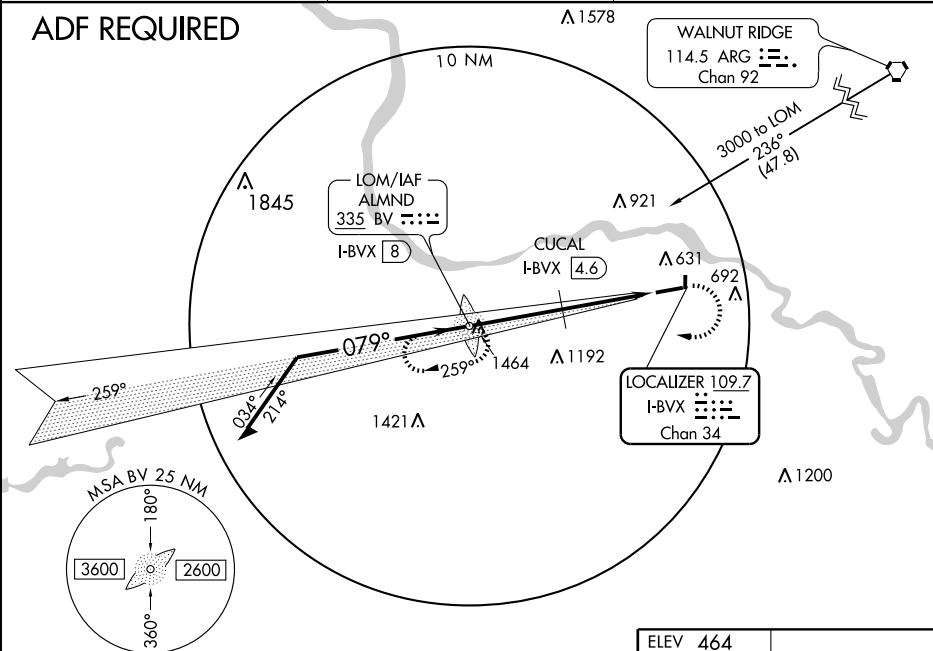 ADF REQUIRED
1578
WALNUT RIDGE
114.5 ARG
Chan 92
10 NM
3000 to LOM
236°
(47.8)
LOM/IAF
ALMND
335 BV
I-BVX 8
1845
921
CUCAL
I-BVX 4.6
631
692
079°
259°
1464
1192
259°
034°
214°
1421
LOCALIZER 109.7
I-BVX
Chan 34
1200
MSA BV 25 NM
180°
3600
2600
360°
ELEV 464